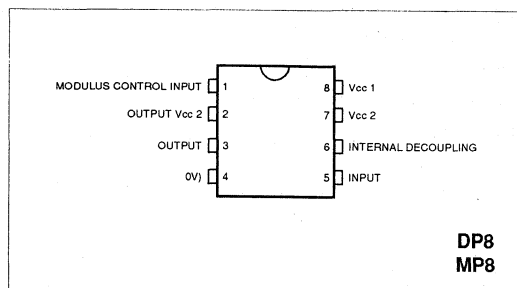 MODULUS CONTROL INPUT 1 8 Vcc 1
OUTPUT Vcc 2 2 7 Vcc 2
OUTPUT 3 6 INTERNAL DECOUPLING
0V) 4 5 INPUT
DP8
MP8